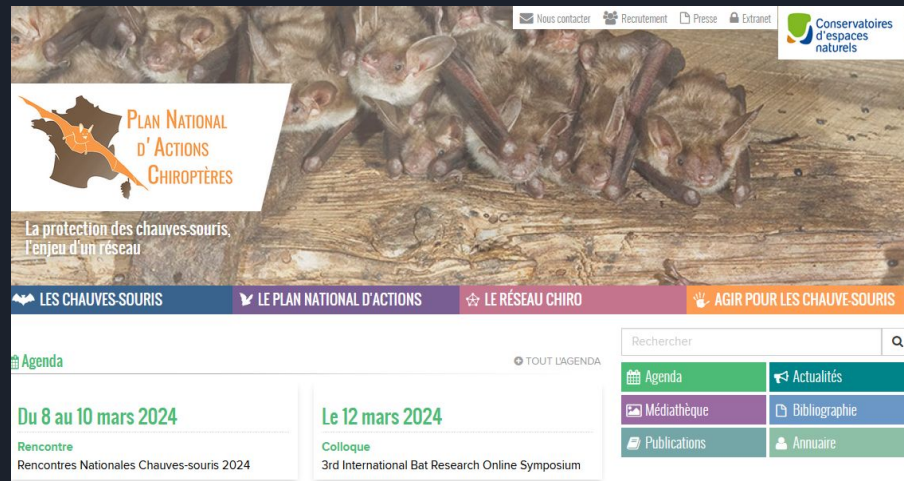 Nous contacter Recrutement Presse Extranet
Conservatoires
d'espaces
naturels
PLAN NATIONAL
D'ACTIONS
CHIROPTÈRES
La protection des chauves-souris,
l'enjeu d'un réseau
LES CHAUVES-SOURIS LE PLAN NATIONAL D'ACTIONS LE RÉSEAU CHIRO AGIR POUR LES CHAUVE-SOURIS
Agenda
TOUT L'AGENDA
Du 8 au 10 mars 2024
Rencontre
Rencontres Nationales Chauves-souris 2024
Le 12 mars 2024
Colloque
3rd International Bat Research Online Symposium
Rechercher
Agenda Actualités
Médiathèque Bibliographie
Publications Annuaire